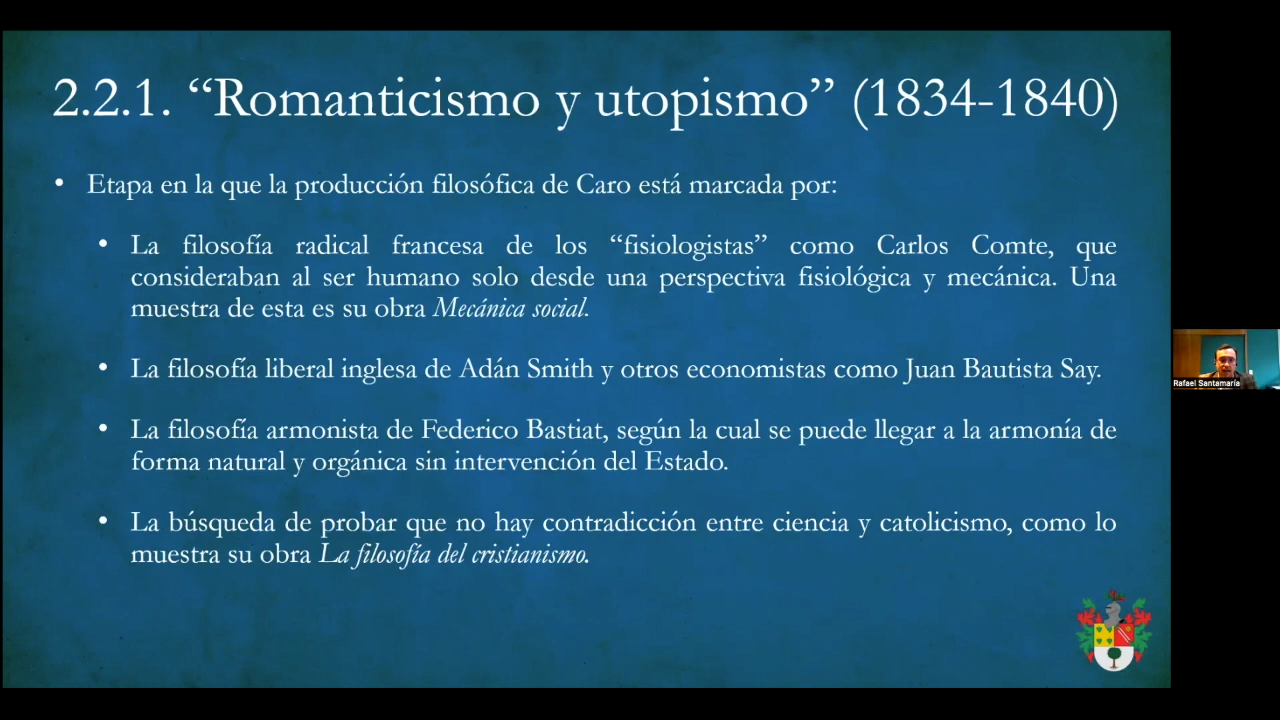 2.2.1. “Romanticismo y utopismo” (1834-1840)
• Etapa en la que la producción filosófica de Caro está marcada por:
• La filosofía radical francesa de los “fisiologistas” como Carlos Comte, que
consideraban al ser humano solo desde una perspectiva fisiológica y mecánica. Una
muestra de esta es su obra Mecánica social.
• La filosofía liberal inglesa de Adán Smith y otros economistas como Juan Bautista Say.
• La filosofía armonista de Federico Bastiat, según la cual se puede llegar a la armonía de
forma natural y orgánica sin intervención del Estado.
• La búsqueda de probar que no hay contradicción entre ciencia y catolicismo, como lo
muestra su obra La filosofía del cristianismo.
Rafael Santamaría